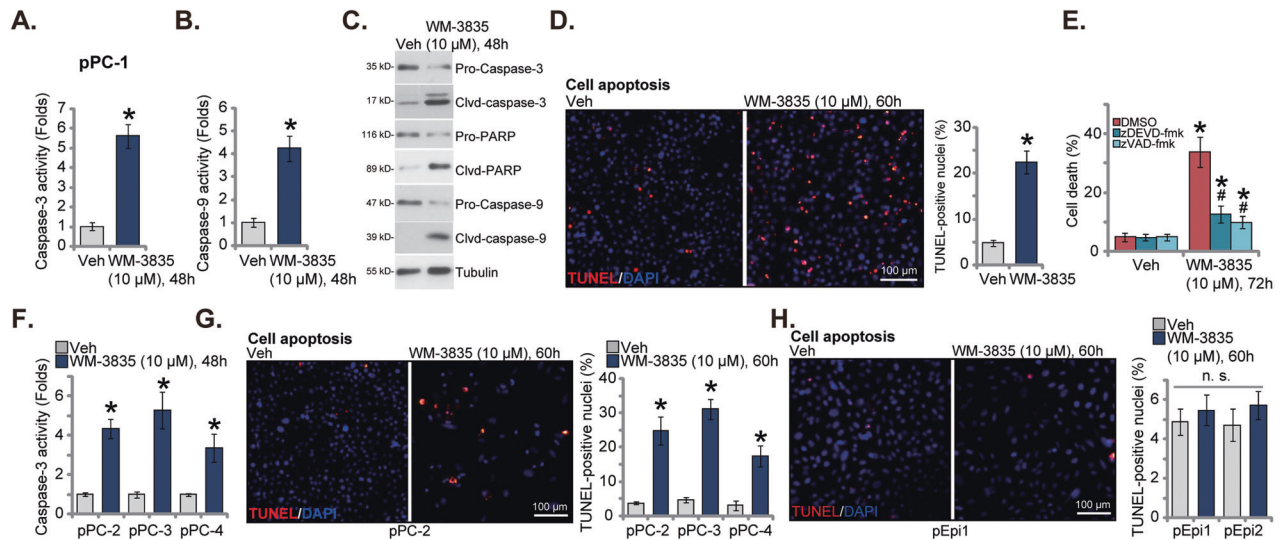 A.
pPC-1
Caspase-3 activity (Folds)
7
6
5
4
3
2
1
0
*
Veh WM-3835
(10 µM), 48h
B.
Caspase-9 activity (Folds)
6
5
4
3
2
1
0
*
Veh WM-3835
(10 µM), 48h
C.
WM-3835
Veh (10 µM), 48h
35 kD- Pro-Caspase-3
17 kD- Clvd-caspase-3
116 kD- Pro-PARP
89 kD- Clvd-PARP
47 kD- Pro-Caspase-9
39 kD- Clvd-caspase-9
55 kD- Tubulin
D.
Cell apoptosis
Veh WM-3835 (10 µM), 60h
TUNEL/DAPI
100 µm
TUNEL-positive nuclei (%)
30
25
20
15
10
5
0
*
Veh WM-3835
E.
Cell death (%)
40
20
0
DMSO
zDEVD-fmk
zVAD-fmk
*
* #
* #
Veh WM-3835
(10 µM), 72h
F.
Veh
WM-3835 (10 µM), 48h
Caspase-3 activity (Folds)
6
4
2
0
* * *
pPC-2 pPC-3 pPC-4
G.
Cell apoptosis
Veh WM-3835 (10 µM), 60h
TUNEL/DAPI
100 µm
pPC-2
Veh
WM-3835 (10 µM), 60h
TUNEL-positive nuclei (%)
40
30
20
10
0
* * *
pPC-2 pPC-3 pPC-4
H.
Cell apoptosis
Veh WM-3835 (10 µM), 60h
TUNEL/DAPI
100 µm
pEpi1
Veh
WM-3835
(10 µM), 60h
TUNEL-positive nuclei (%)
6
4
2
0
n. s.
pEpi1 pEpi2